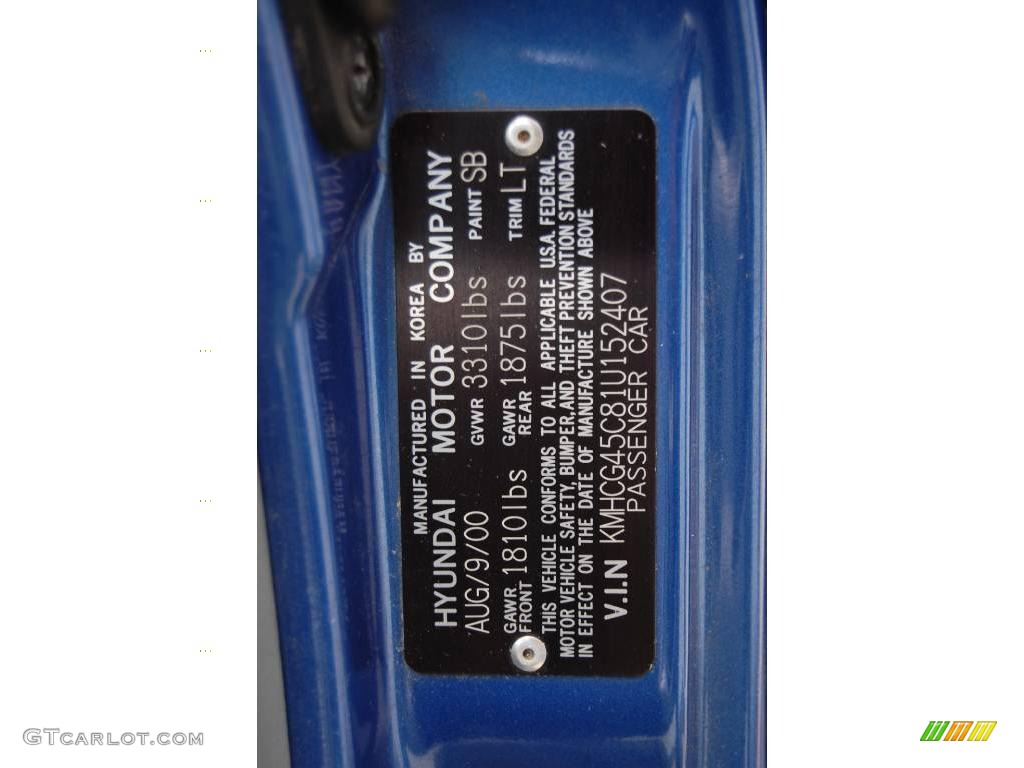 MANUFACTURED IN KOREA BY
HYUNDAI MOTOR COMPANY
AUG/9/00 GVWR 3310lbs PAINT SB
GAWR FRONT 1810lbs GAWR REAR 1875lbs TRIM LT
THIS VEHICLE CONFORMS TO ALL APPLICABLE U.S.A. FEDERAL
MOTOR VEHICLE SAFETY, BUMPER, AND THEFT PREVENTION STANDARDS
IN EFFECT ON THE DATE OF MANUFACTURE SHOWN ABOVE
V.I.N KMHCG45C81U152407
PASSENGER CAR
GTCARLOT.COM